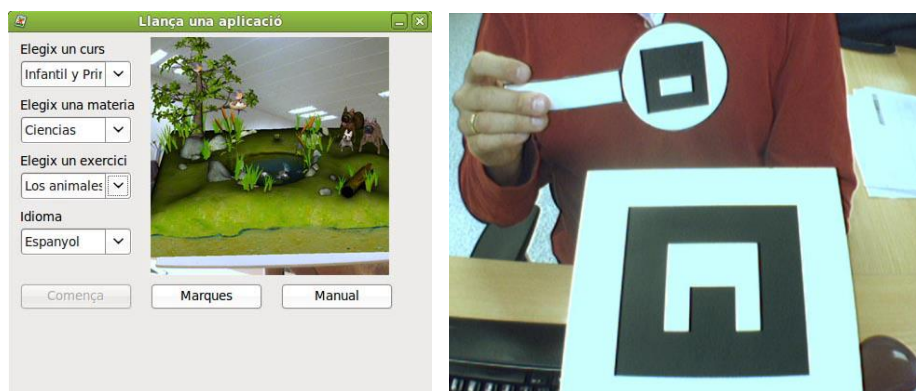 Llança una aplicació
Elegix un curs
Infantil y Prir
Elegix una materia
Ciencias
Elegix un exercici
Los animales
Idioma
Espanyol
Comença
Marques
Manual